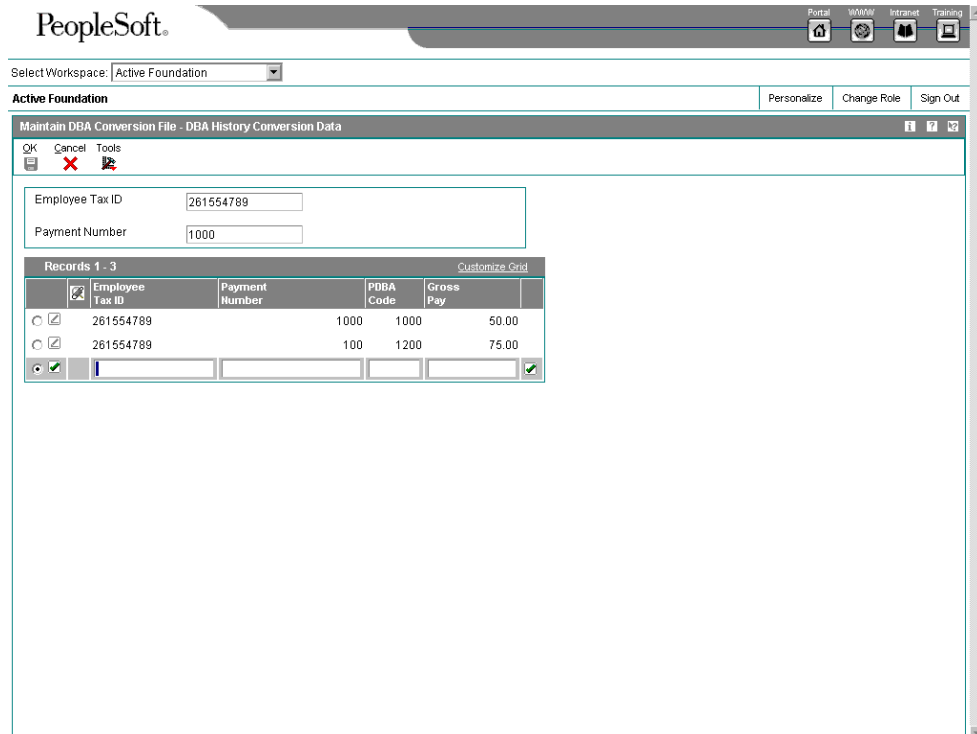 PeopleSoft®
Portal WWW Intranet Training
Select Workspace: Active Foundation
Active Foundation Personalize Change Role Sign Out
Maintain DBA Conversion File - DBA History Conversion Data
OK Cancel Tools
Employee Tax ID 261554789
Payment Number 1000
Records 1 - 3 Customize Grid
Employee Tax ID Payment Number PDBA Code Gross Pay
261554789 1000 1000 50.00
261554789 100 1200 75.00